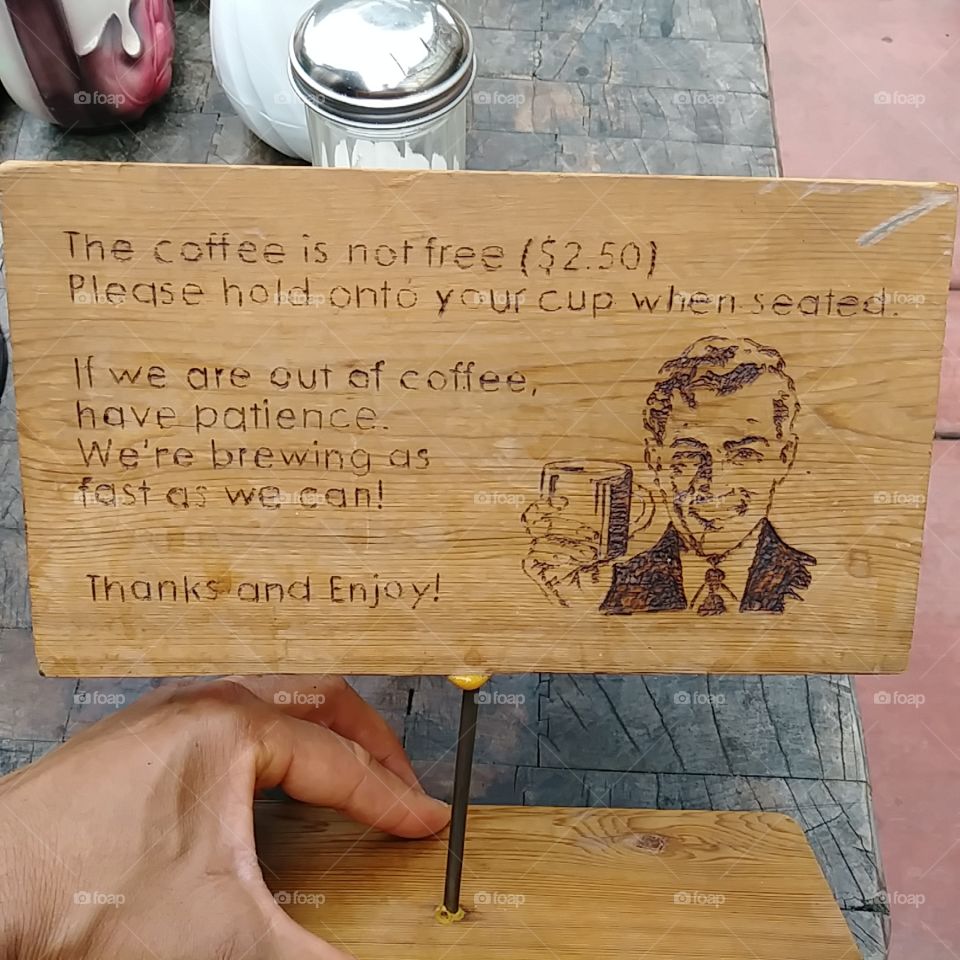 The coffee is not free ($2.50)
Please hold onto your cup when seated.
If we are out of coffee,
have patience.
We're brewing as
fast as we can!
Thanks and Enjoy!
foap